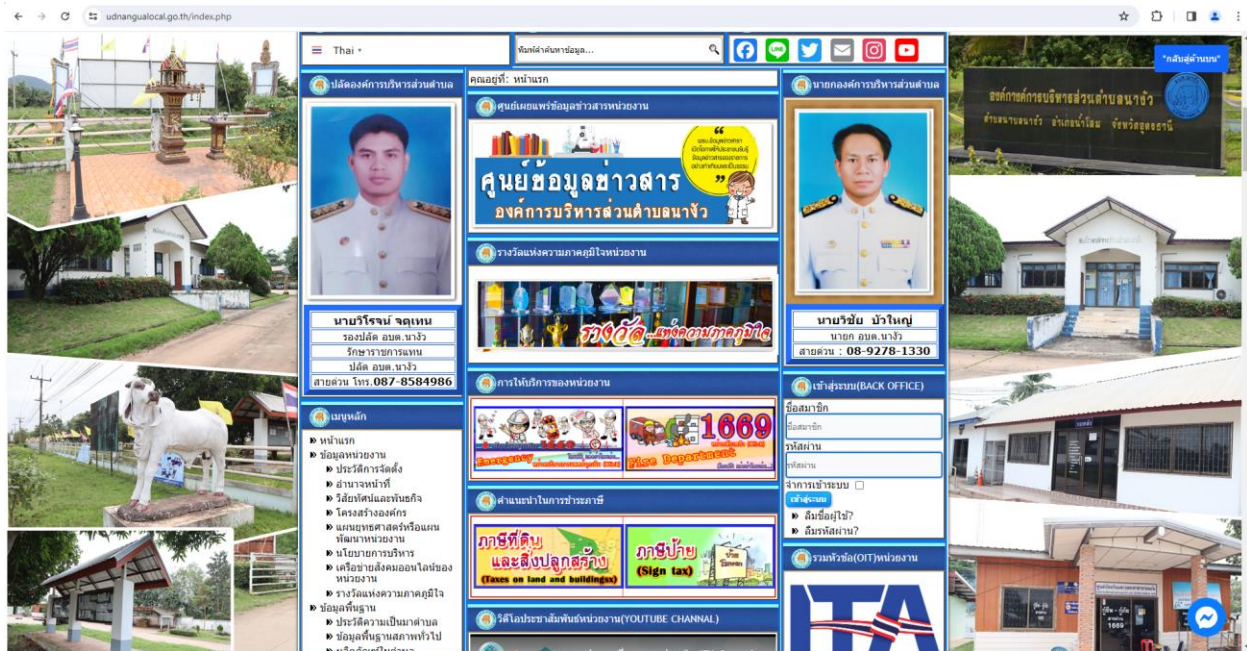 udnangualocal.go.th/index.php
Thai
พิมพ์คำค้นหาข้อมูล...
"กลับสู่ด้านบน"
ปลัดองค์การบริหารส่วนตำบล
นายวิโรจน์ จตุเทน
รองปลัด อบต.นางัว
รักษาราชการแทน
ปลัด อบต.นางัว
สายด่วน โทร.087-8584986
เมนูหลัก
หน้าแรก
ข้อมูลหน่วยงาน
ประวัติการจัดตั้ง
อำนาจหน้าที่
วิสัยทัศน์และพันธกิจ
โครงสร้างองค์กร
แผนยุทธศาสตร์หรือแผน
พัฒนาหน่วยงาน
นโยบายการบริหาร
เครือข่ายสังคมออนไลน์ของ
หน่วยงาน
รางวัลแห่งความภาคภูมิใจ
ข้อมูลพื้นฐาน
ประวัติความเป็นมาตำบล
ข้อมูลพื้นฐานสภาพทั่วไป
คุณอยู่ที่: หน้าแรก
ศูนย์เผยแพร่ข้อมูลข่าวสารหน่วยงาน
ศูนย์ข้อมูลข่าวสาร
องค์การบริหารส่วนตำบลนางัว
รางวัลแห่งความภาคภูมิใจหน่วยงาน
รางวัล...แห่งความภาคภูมิใจ
การให้บริการของหน่วยงาน
Emergency
1669
Fire Department
คำแนะนำในการชำระภาษี
ภาษีที่ดิน
และสิ่งปลูกสร้าง
(Taxes on land and buildingsx)
ภาษีป้าย
(Sign tax)
วิดีโอประชาสัมพันธ์หน่วยงาน(YOUTUBE CHANNAL)
นายกองค์การบริหารส่วนตำบล
นายวิชัย บัวใหญ่
นายก อบต.นางัว
สายด่วน : 08-9278-1330
เข้าสู่ระบบ(BACK OFFICE)
ชื่อสมาชิก
ชื่อสมาชิก
รหัสผ่าน
รหัสผ่าน
จำการเข้าระบบ
เข้าสู่ระบบ
ลืมชื่อผู้ใช้?
ลืมรหัสผ่าน?
รวมหัวข้อ(OIT)หน่วยงาน
ITA
องค์การบริหารส่วนตำบลนางัว
1669